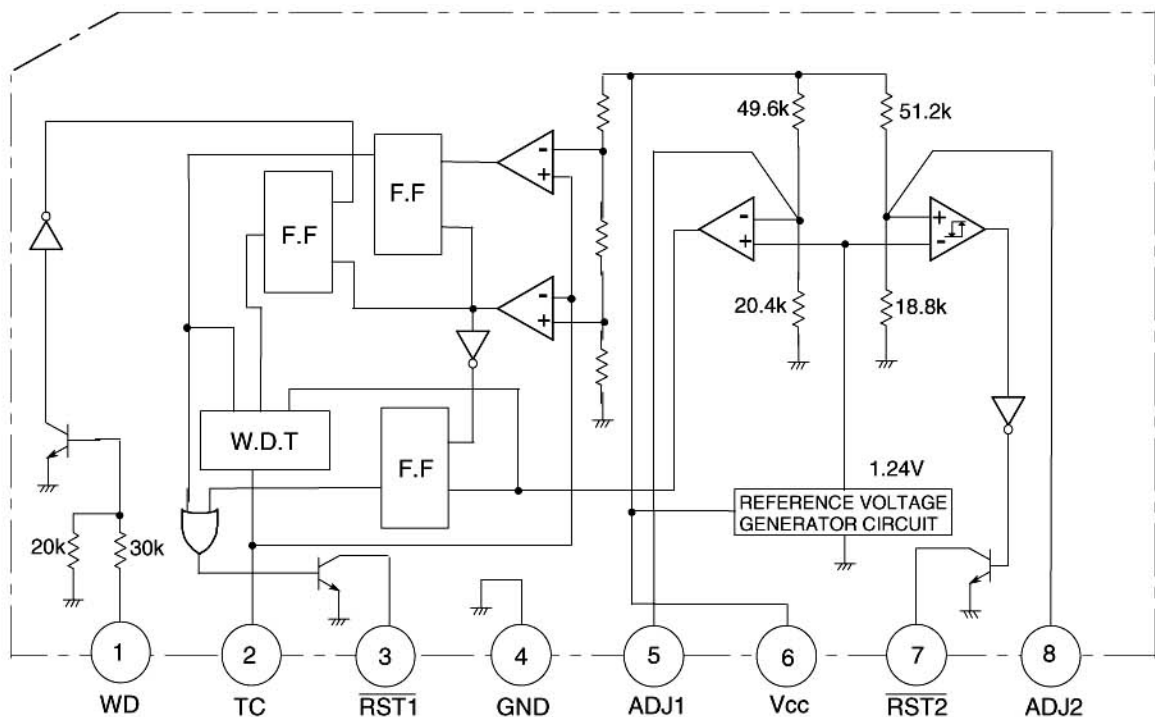 49.6k
51.2k
-
+
F.F
F.F
-
+
+
-
-
+
20.4k
18.8k
W.D.T
F.F
1.24V
REFERENCE VOLTAGE
GENERATOR CIRCUIT
20k
30k
1
2
3
4
5
6
7
8
WD
TC
RST1
GND
ADJ1
Vcc
RST2
ADJ2